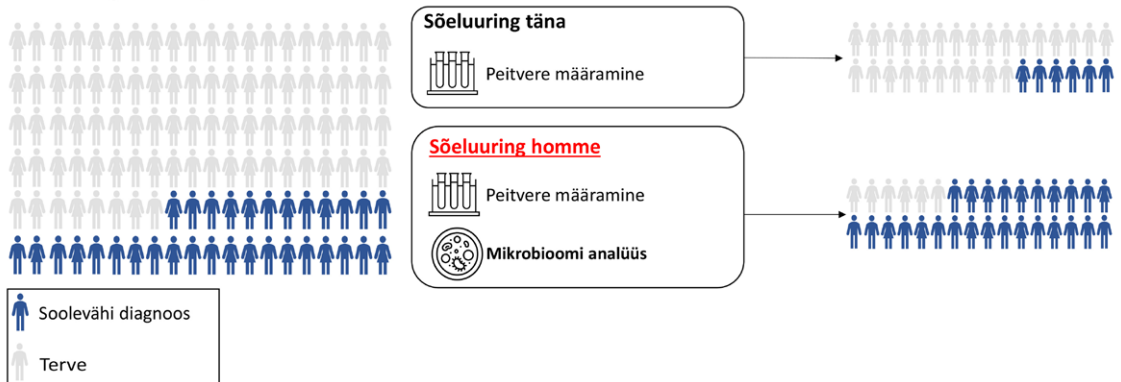 Sõeluuring täna
Peitvere määramine
Sõeluuring homme
Peitvere määramine
Mikrobioomi analüüs
Soolevähi diagnoos
Terve